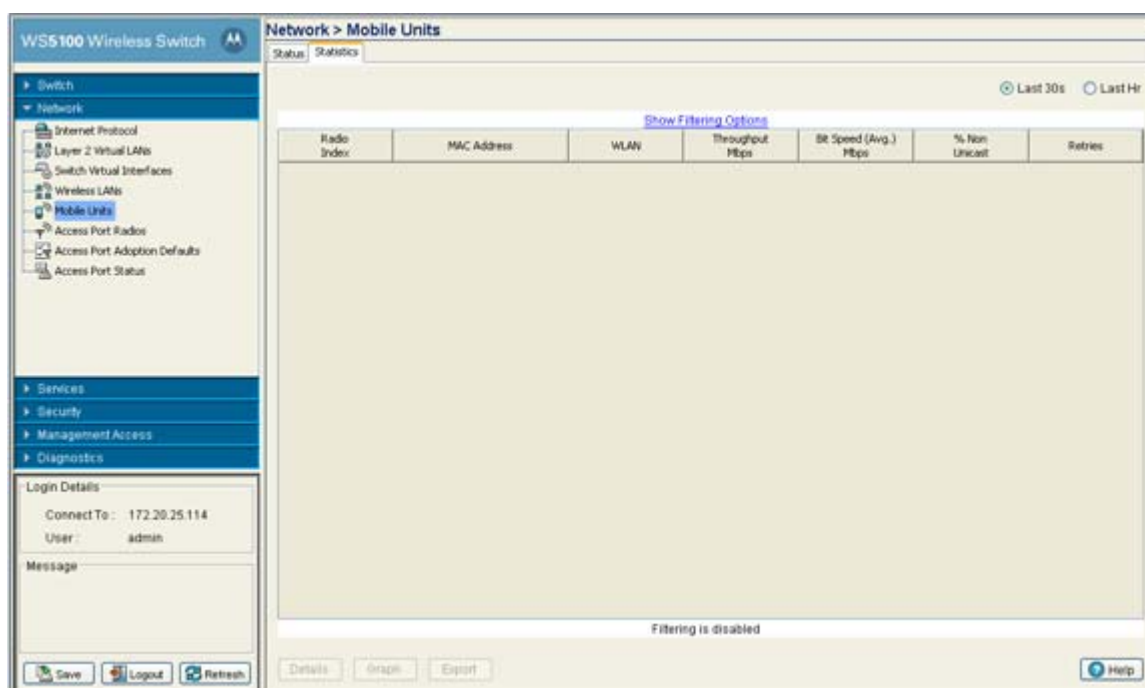 WS5100 Wireless Switch
Network > Mobile Units
Status Statistics
Switch
Network
Internet Protocol
Layer 2 Virtual LANs
Switch Virtual Interfaces
Wireless LANs
Mobile Units
Access Port Radios
Access Port Adoption Defaults
Access Port Status
Services
Security
Management Access
Diagnostics
Login Details
Connect To : 172.20.25.114
User : admin
Message
Save Logout Refresh
Last 30s Last Hr
Show Filtering Options
Radio Index MAC Address WLAN Throughput Mbps Bit Speed (Avg.) Mbps % Non Unicast Retries
Filtering is disabled
Details Graph Export Help